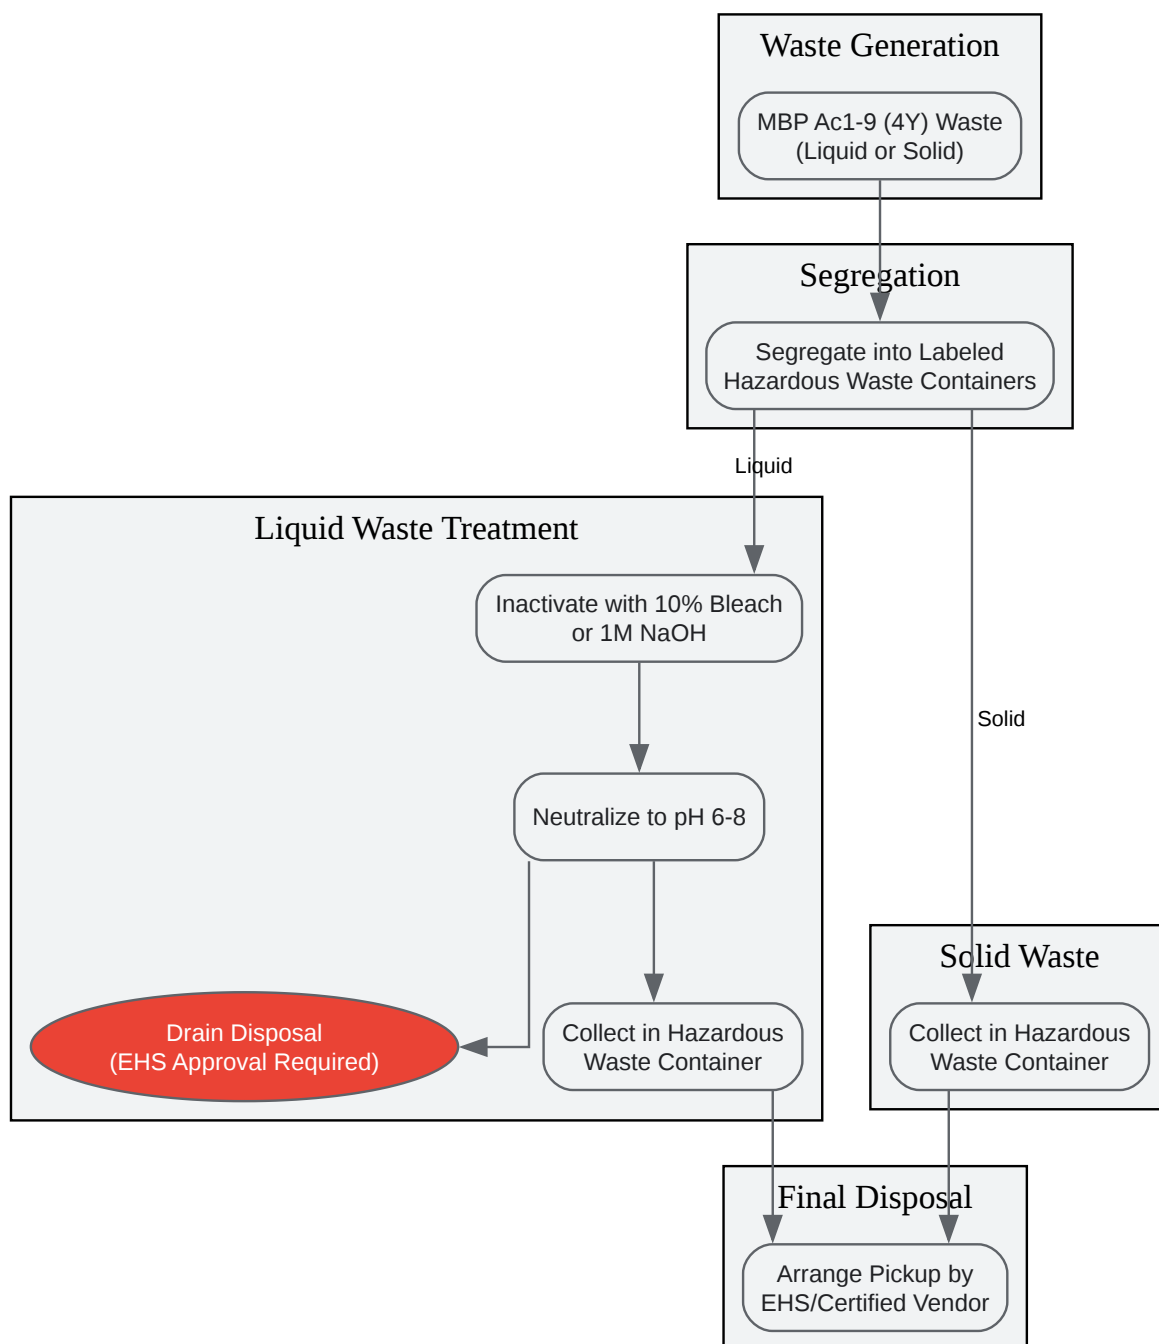 Waste Generation
MBP Ac1-9 (4Y) Waste
(Liquid or Solid)
Segregation
Segregate into Labeled
Hazardous Waste Containers
Liquid
Liquid Waste Treatment
Inactivate with 10% Bleach
or 1M NaOH
Solid
Neutralize to pH 6-8
Solid Waste
Drain Disposal
(EHS Approval Required)
Collect in Hazardous
Waste Container
Collect in Hazardous
Waste Container
Final Disposal
Arrange Pickup by
EHS/Certified Vendor